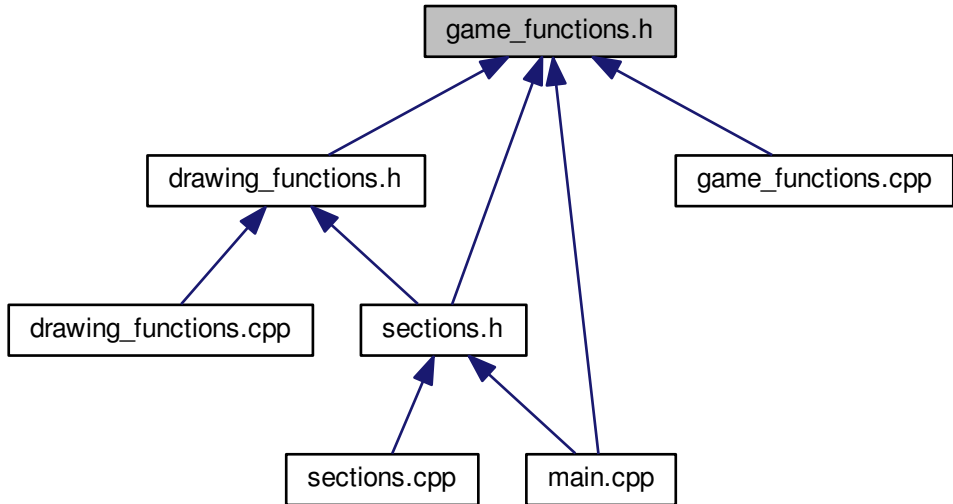 game_functions.h
drawing_functions.h
game_functions.cpp
drawing_functions.cpp
sections.h
sections.cpp
main.cpp